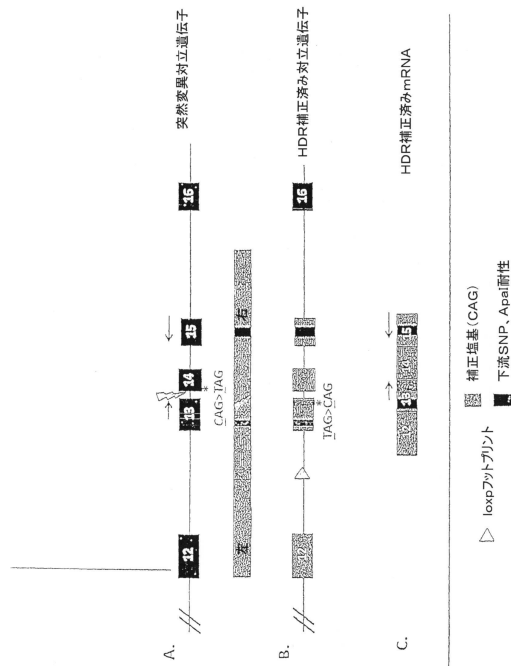 A.
12
13
14
15
16
突然変異対立遺伝子
CAG>TAG
*
左
右
B.
12
16
HDR補正済み対立遺伝子
*
TAG>CAG
C.
15
HDR補正済みmRNA
loxpフットプリント
補正塩基(CAG)
下流SNP、ApaI耐性